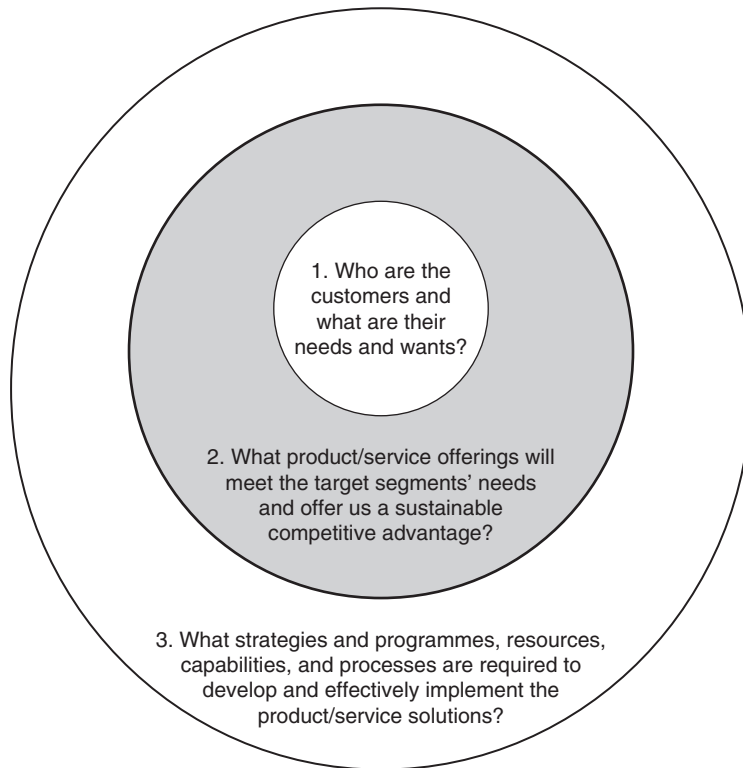 1. Who are the
customers and
what are their
needs and wants?
2. What product/service offerings will
meet the target segments’ needs
and offer us a sustainable
competitive advantage?
3. What strategies and programmes, resources,
capabilities, and processes are required to
develop and effectively implement the
product/service solutions?